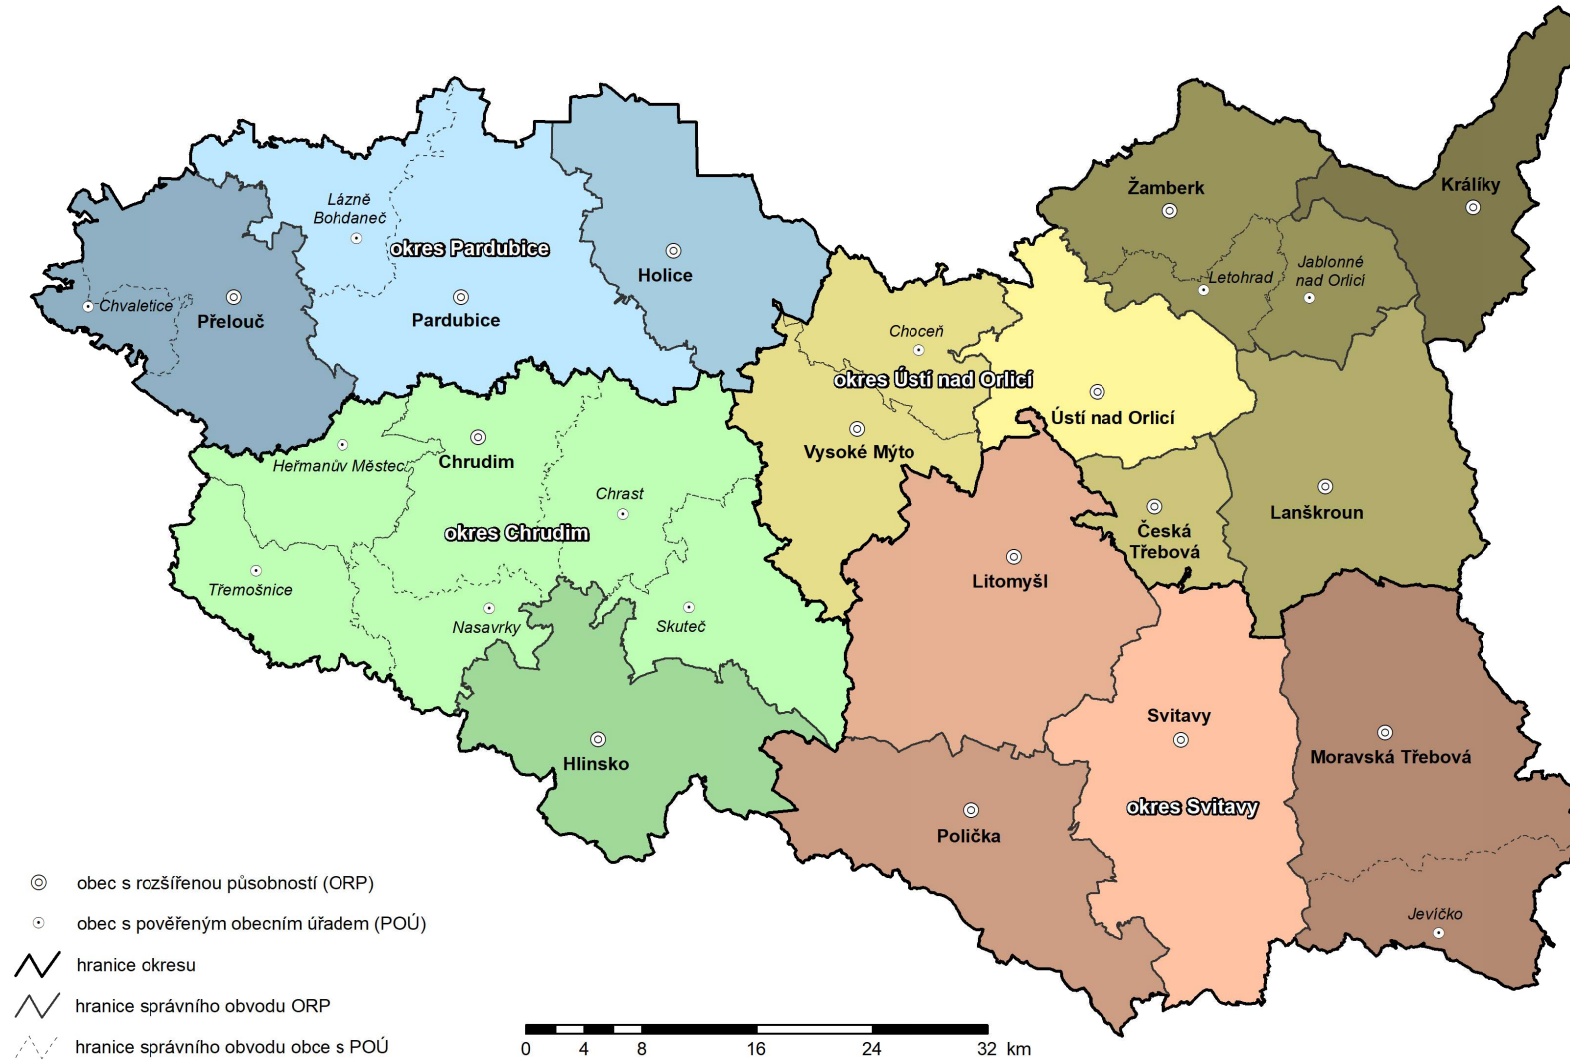 Žamberk
Králíky
Lázně
Bohdaneč
okres Pardubice
Holice
Letohrad
Jablonné
nad Orlicí
Chvaletice
Přelouč
Pardubice
Choceň
okres Ústí nad Orlicí
Ústí nad Orlicí
Vysoké Mýto
Heřmanův Městec
Chrudim
Chrast
okres Chrudim
Lanškroun
Česká
Třebová
Litomyšl
Třemošnice
Nasavrky
Skuteč
Svitavy
Hlinsko
Moravská Třebová
okres Svitavy
Polička
Jevíčko
obec s rozšířenou působností (ORP)
obec s pověřeným obecním úřadem (POÚ)
hranice okresu
hranice správního obvodu ORP
hranice správního obvodu obce s POÚ
0 4 8 16 24 32 km